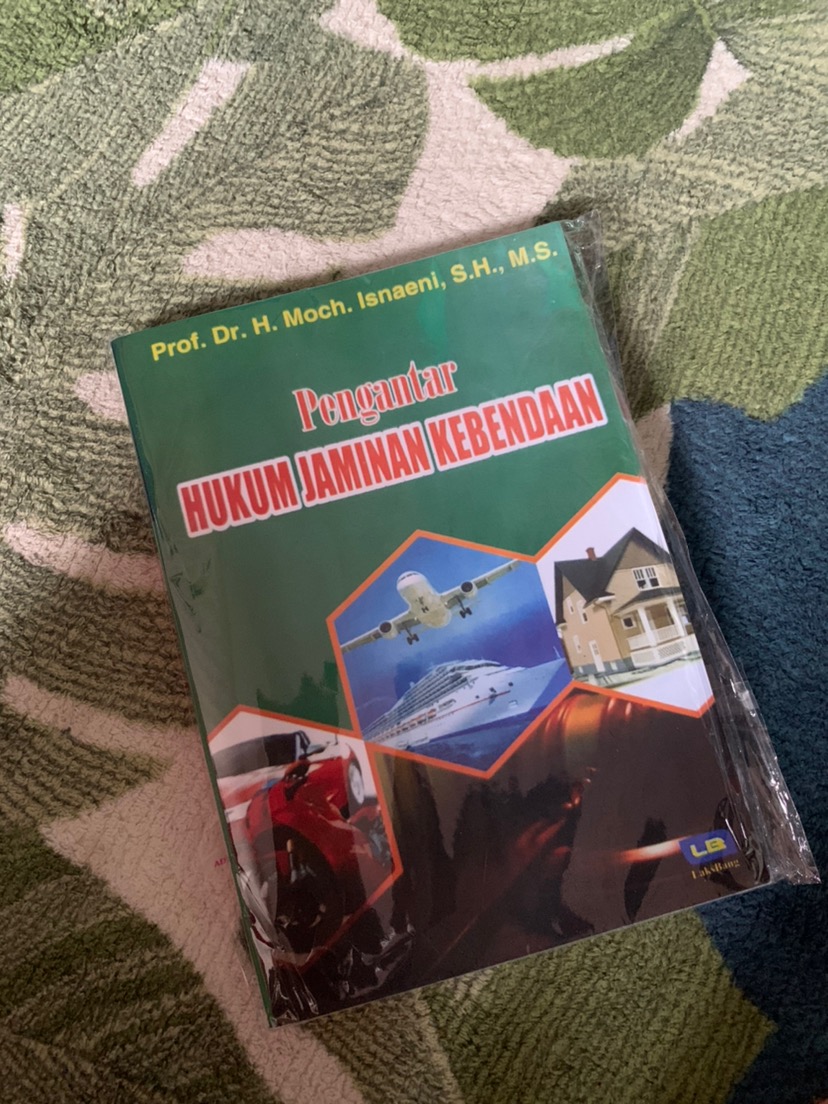 Prof. Dr. H. Moch. Isnaeni, S.H., M.S.
Pengantar
HUKUM JAMINAN KEBENDAAN
LB
LaksBang